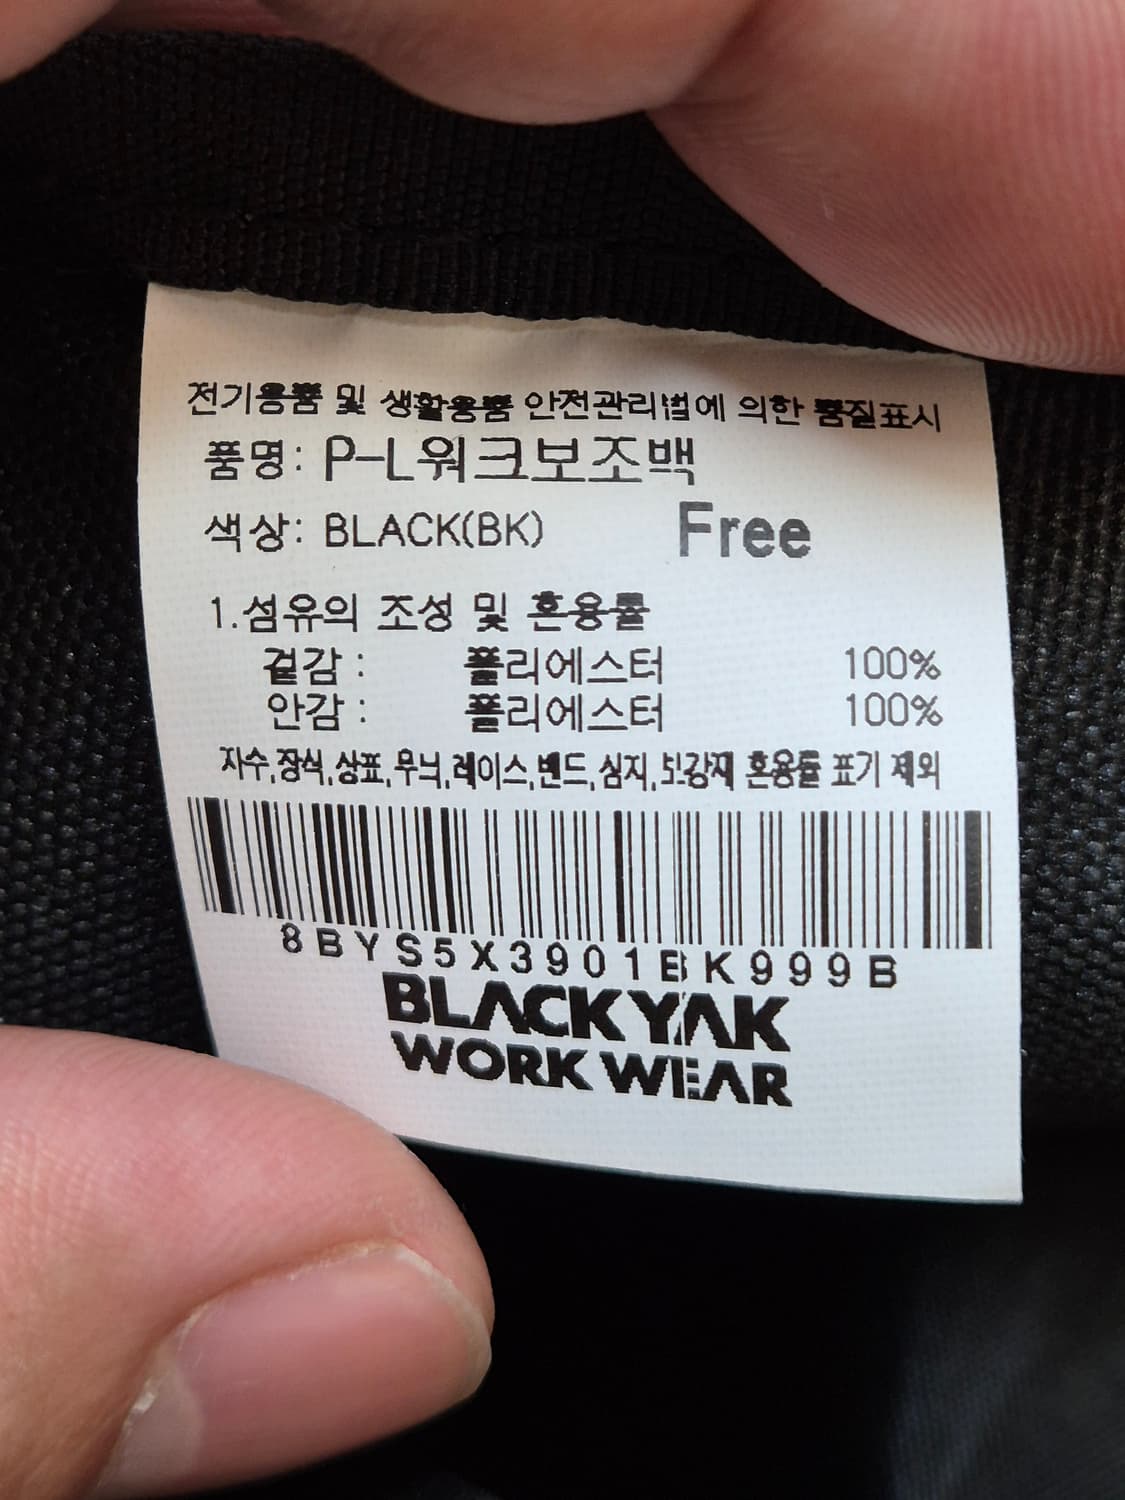 전기용품 및 생활용품 안전관리법에 의한 품질표시
품명: P-L워크보조백
색상: BLACK(BK) Free
1.섬유의 조성 및 혼용률
겉감 : 폴리에스터 100%
안감 : 폴리에스터 100%
자수,장식,상표,무늬,레이스,밴드,심지,보강재 혼용률 표기 제외
8BYS5X3901BK999B
BLACKYAK
WORK WEAR